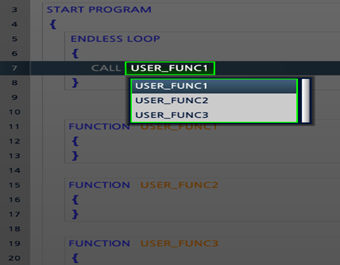 3 START PROGRAM
4 {
5 ENDLESS LOOP
6 {
7 CALL USER_FUNC1
8 }
USER_FUNC1
9 USER_FUNC2
10 USER_FUNC3
11 FUNCTION USER_FUNC1
12 {
13 }
14
15 FUNCTION USER_FUNC2
16 {
17 }
18
19 FUNCTION USER_FUNC3
20 {